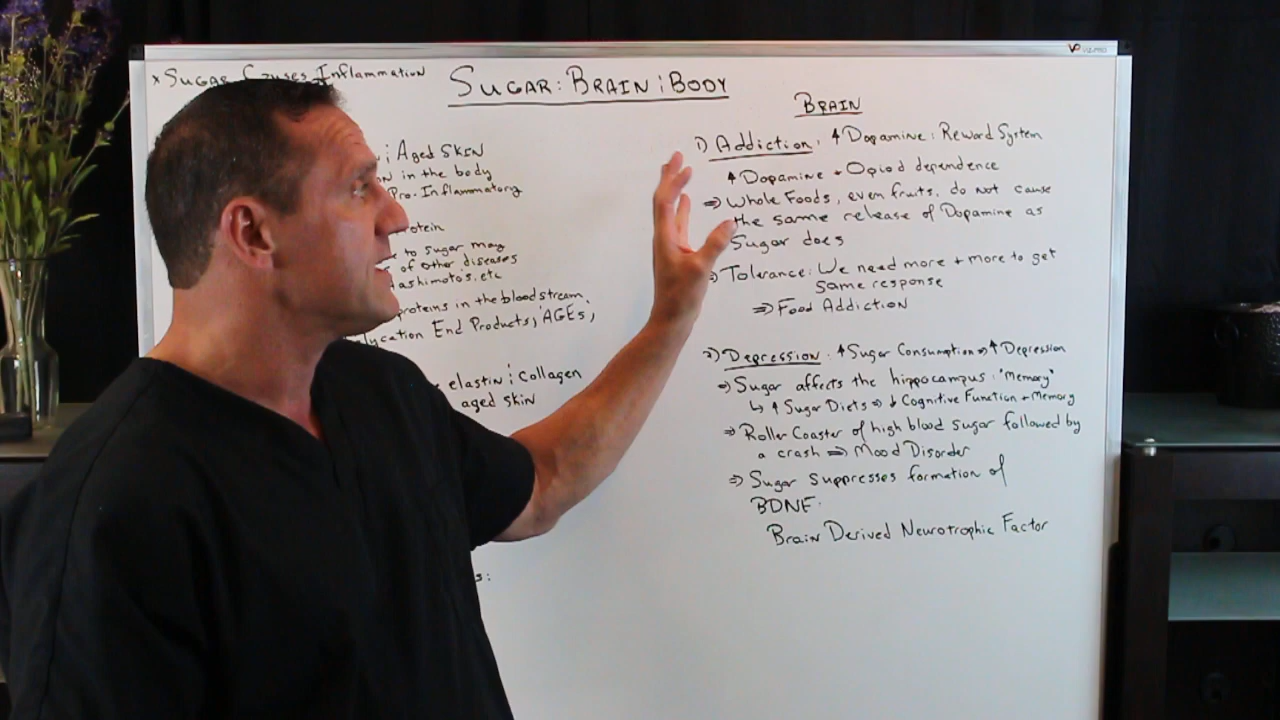 * Sugar Causes Inflammation
Sugar: Brain; Body
; Aged Skin
in the body
Pro-Inflammatory
to sugar may
of other diseases
Hashimotos, etc
proteins in the bloodstream,
End Products; AGEs,
elastin; Collagen
aged skin
Brain
1) Addiction: ↑Dopamine: Reward System
↑Dopamine → Opiod dependence
⇒ Whole Foods, even fruits, do not cause
the same release of Dopamine as
Sugar does
⇒ Tolerance: We need more + more to get
same response
⇒ Food Addiction
2) Depression: ↑Sugar Consumption ⇒ ↑ Depression
⇒ Sugar affects the hippocampus: "Memory"
↳ ↑ Sugar Diets ⇒ ↓ Cognitive Function + Memory
⇒ Roller Coaster of high blood sugar followed by
a crash ⇒ Mood Disorder
⇒ Sugar suppresses formation of
BDNF:
Brain Derived Neurotrophic Factor
VIZ-PRO